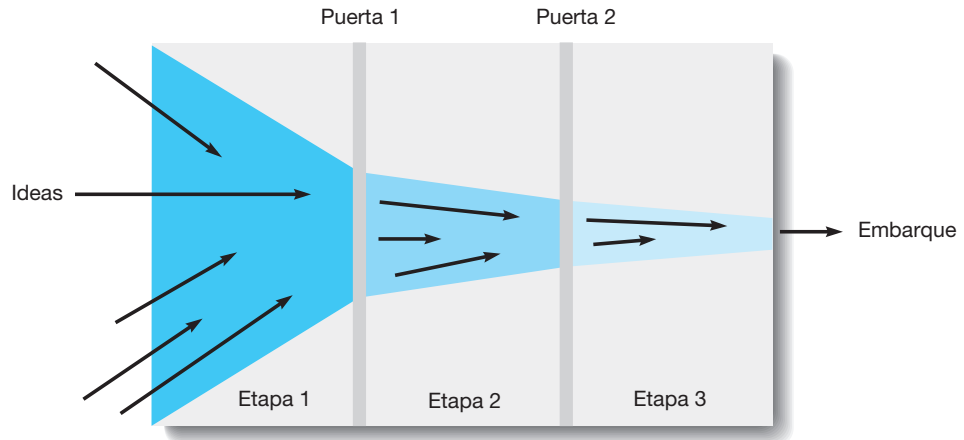 Puerta 1
Puerta 2
Ideas
Embarque
Etapa 1
Etapa 2
Etapa 3